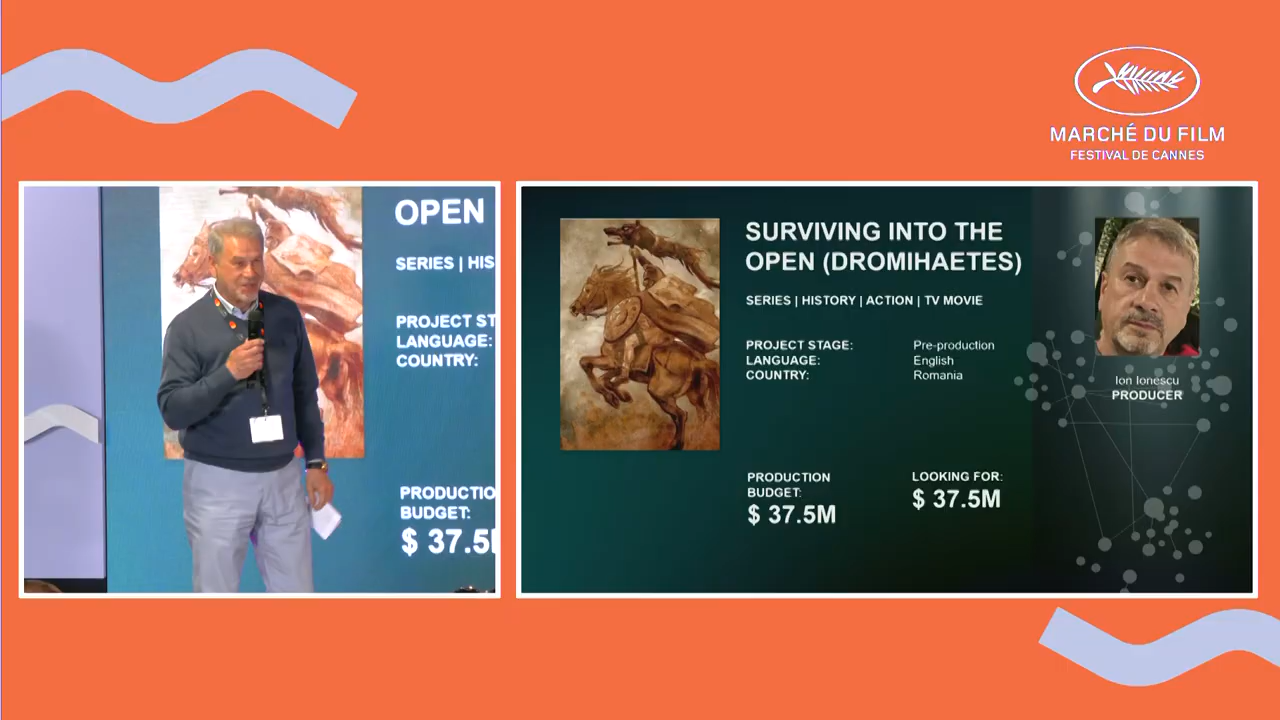 MARCHÉ DU FILM
FESTIVAL DE CANNES
OPEN
SERIES | HIS
PROJECT ST
LANGUAGE:
COUNTRY:
PRODUCTIO
BUDGET:
$ 37.5
SURVIVING INTO THE
OPEN (DROMIHAETES)
SERIES | HISTORY | ACTION | TV MOVIE
PROJECT STAGE: Pre-production
LANGUAGE: English
COUNTRY: Romania
PRODUCTION
BUDGET:
$ 37.5M
LOOKING FOR:
$ 37.5M
Ion Ionescu
PRODUCER